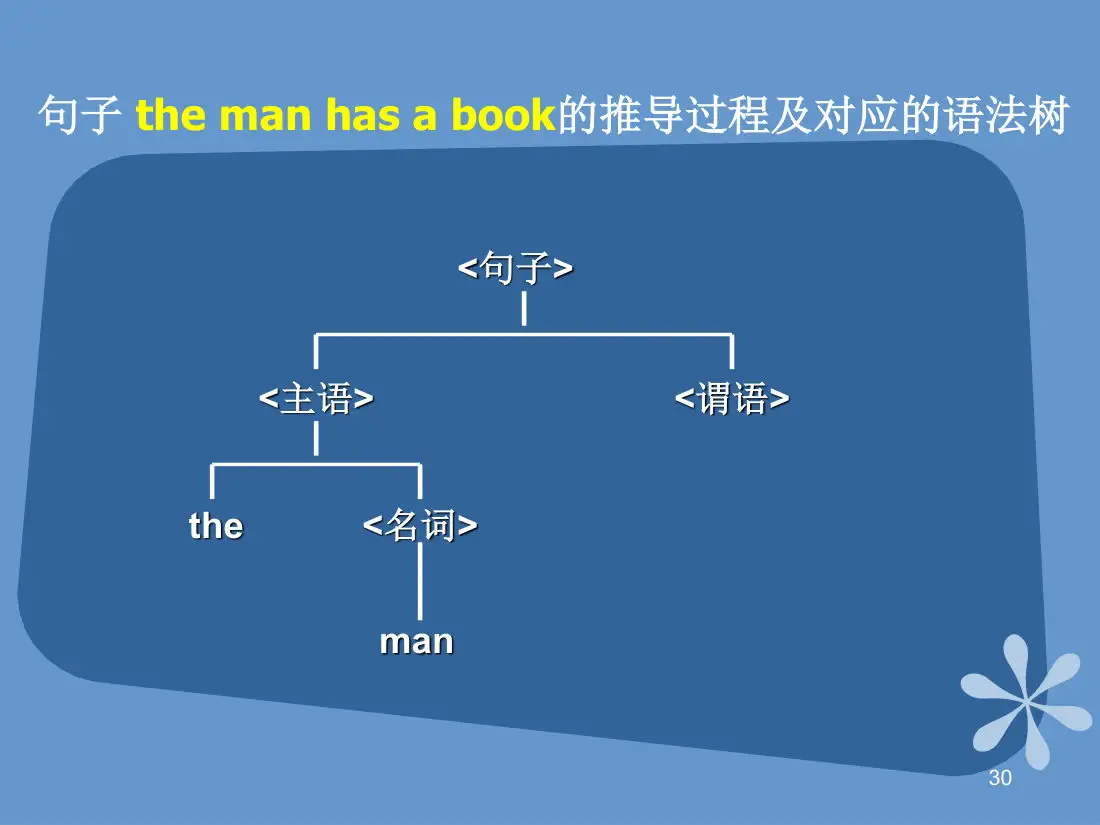 句子 the man has a book的推导过程及对应的语法树
<句子>
<主语> <谓语>
the <名词>
man
30